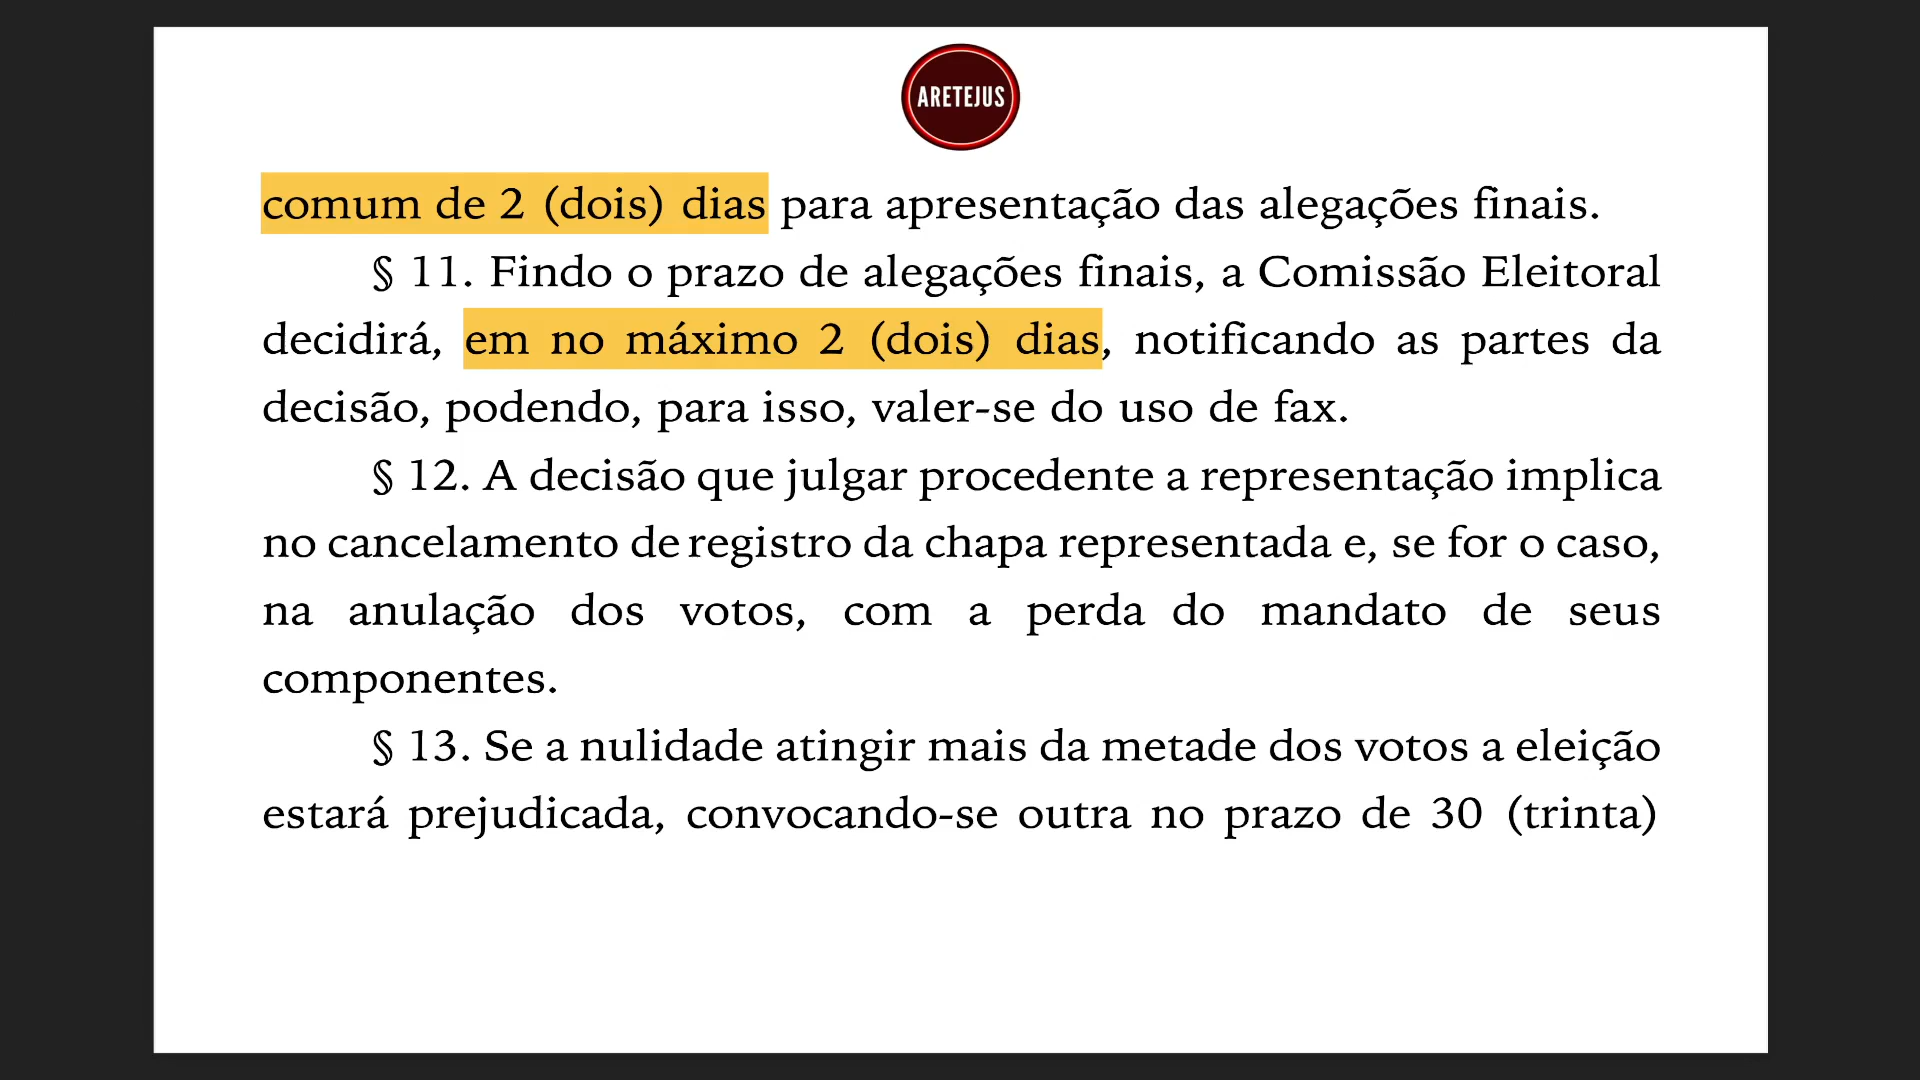 ARETEJUS
comum de 2 (dois) dias para apresentação das alegações finais.
§ 11. Findo o prazo de alegações finais, a Comissão Eleitoral
decidirá, em no máximo 2 (dois) dias, notificando as partes da
decisão, podendo, para isso, valer-se do uso de fax.
§ 12. A decisão que julgar procedente a representação implica
no cancelamento de registro da chapa representada e, se for o caso,
na anulação dos votos, com a perda do mandato de seus
componentes.
§ 13. Se a nulidade atingir mais da metade dos votos a eleição
estará prejudicada, convocando-se outra no prazo de 30 (trinta)